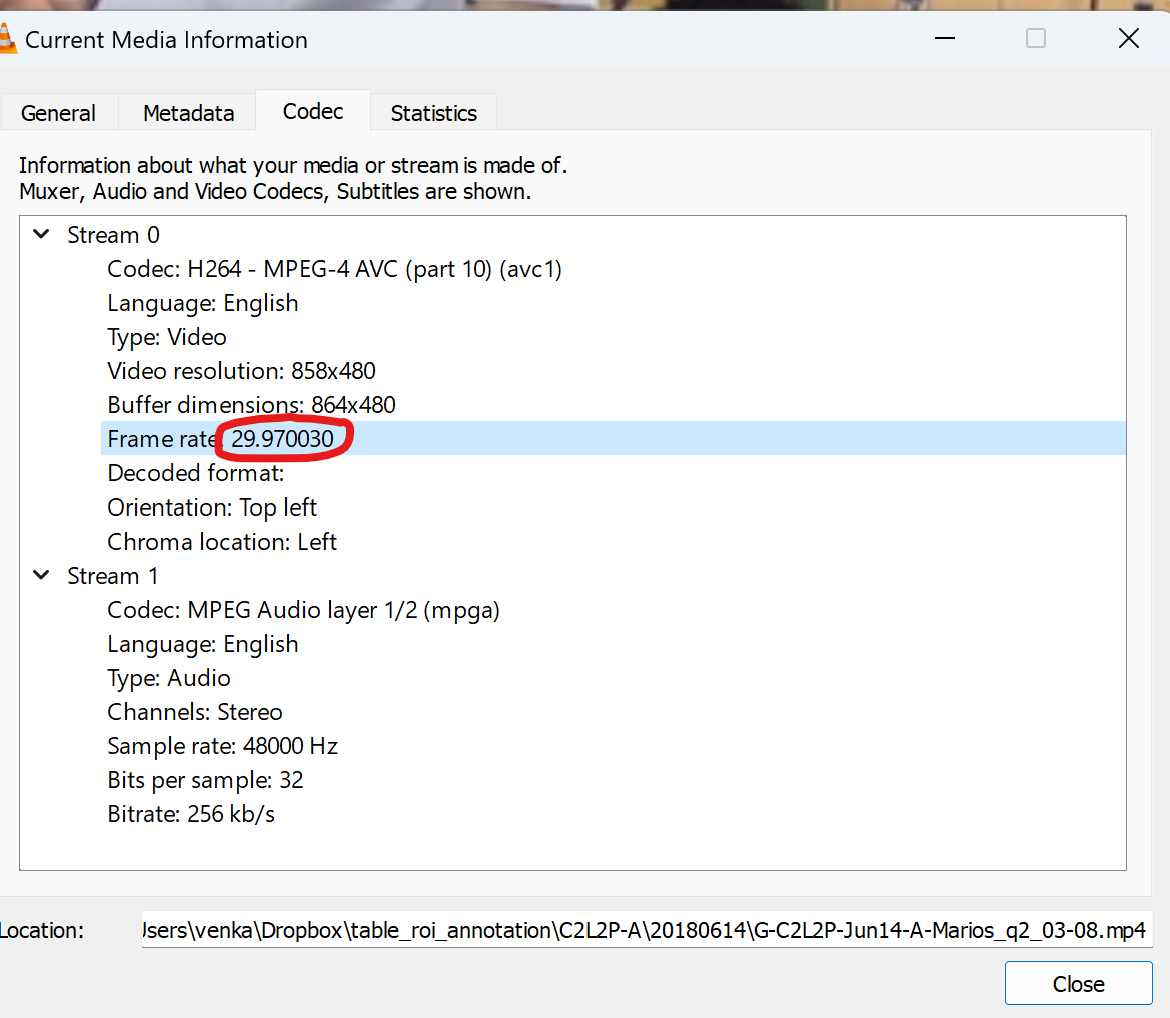 Current Media Information
General Metadata Codec Statistics
Information about what your media or stream is made of.
Muxer, Audio and Video Codecs, Subtitles are shown.
Stream 0
Codec: H264 - MPEG-4 AVC (part 10) (avc1)
Language: English
Type: Video
Video resolution: 858x480
Buffer dimensions: 864x480
Frame rate: 29.970030
Decoded format:
Orientation: Top left
Chroma location: Left
Stream 1
Codec: MPEG Audio layer 1/2 (mpga)
Language: English
Type: Audio
Channels: Stereo
Sample rate: 48000 Hz
Bits per sample: 32
Bitrate: 256 kb/s
Location: Users\venka\Dropbox\table_roi_annotation\C2L2P-A\20180614\G-C2L2P-Jun14-A-Marios_q2_03-08.mp4
Close